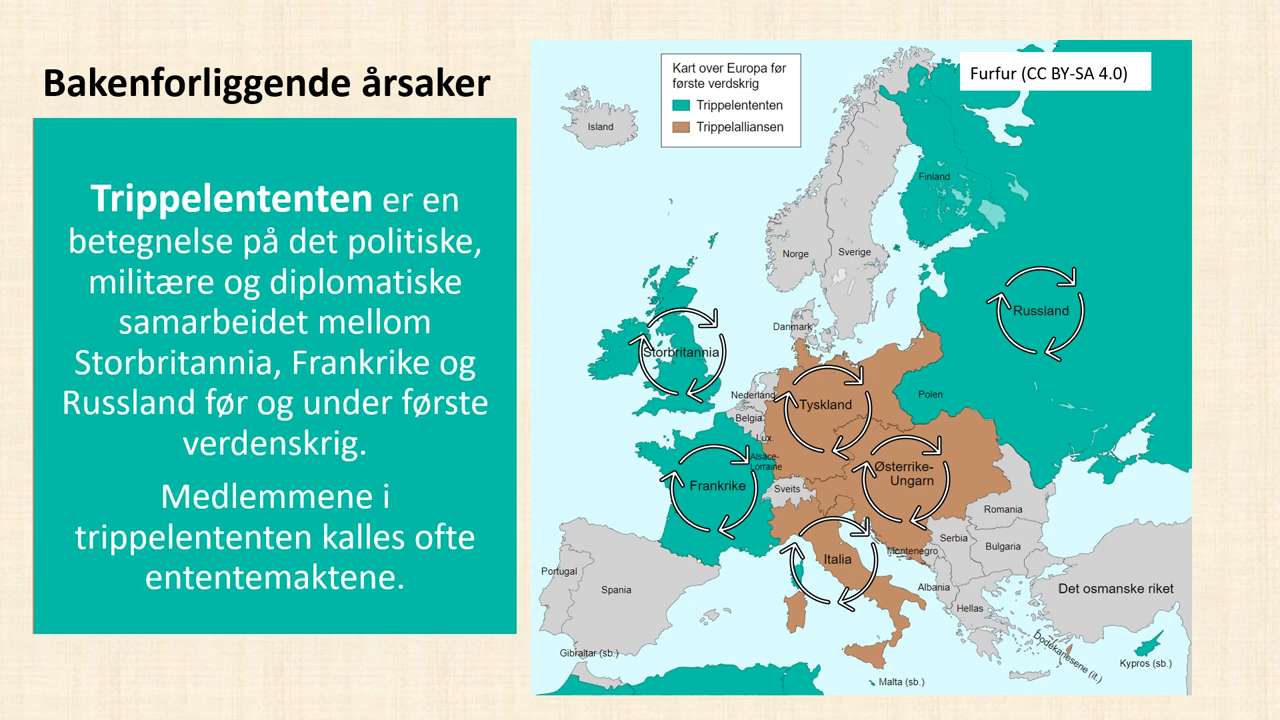 Bakenforliggende årsaker
Trippelententen er en
betegnelse på det politiske,
militære og diplomatiske
samarbeidet mellom
Storbritannia, Frankrike og
Russland før og under første
verdenskrig.
Medlemmene i
trippelententen kalles ofte
ententemaktene.
Kart over Europa før
første verdskrig
Trippelententen
Trippelalliansen
Furfur (CC BY-SA 4.0)
Island
Finland
Norge
Sverige
Russland
Danmark
Storbritannia
Nederland
Tyskland
Polen
Belgia
Lux.
Alsace-
Lorraine
Østerrike-
Ungarn
Frankrike
Sveits
Romania
Serbia
Bulgaria
Montenegro
Italia
Portugal
Spania
Albania
Det osmanske riket
Hellas
Gibraltar (sb.)
Dodekanesene (it.)
Kypros (sb.)
Malta (sb.)